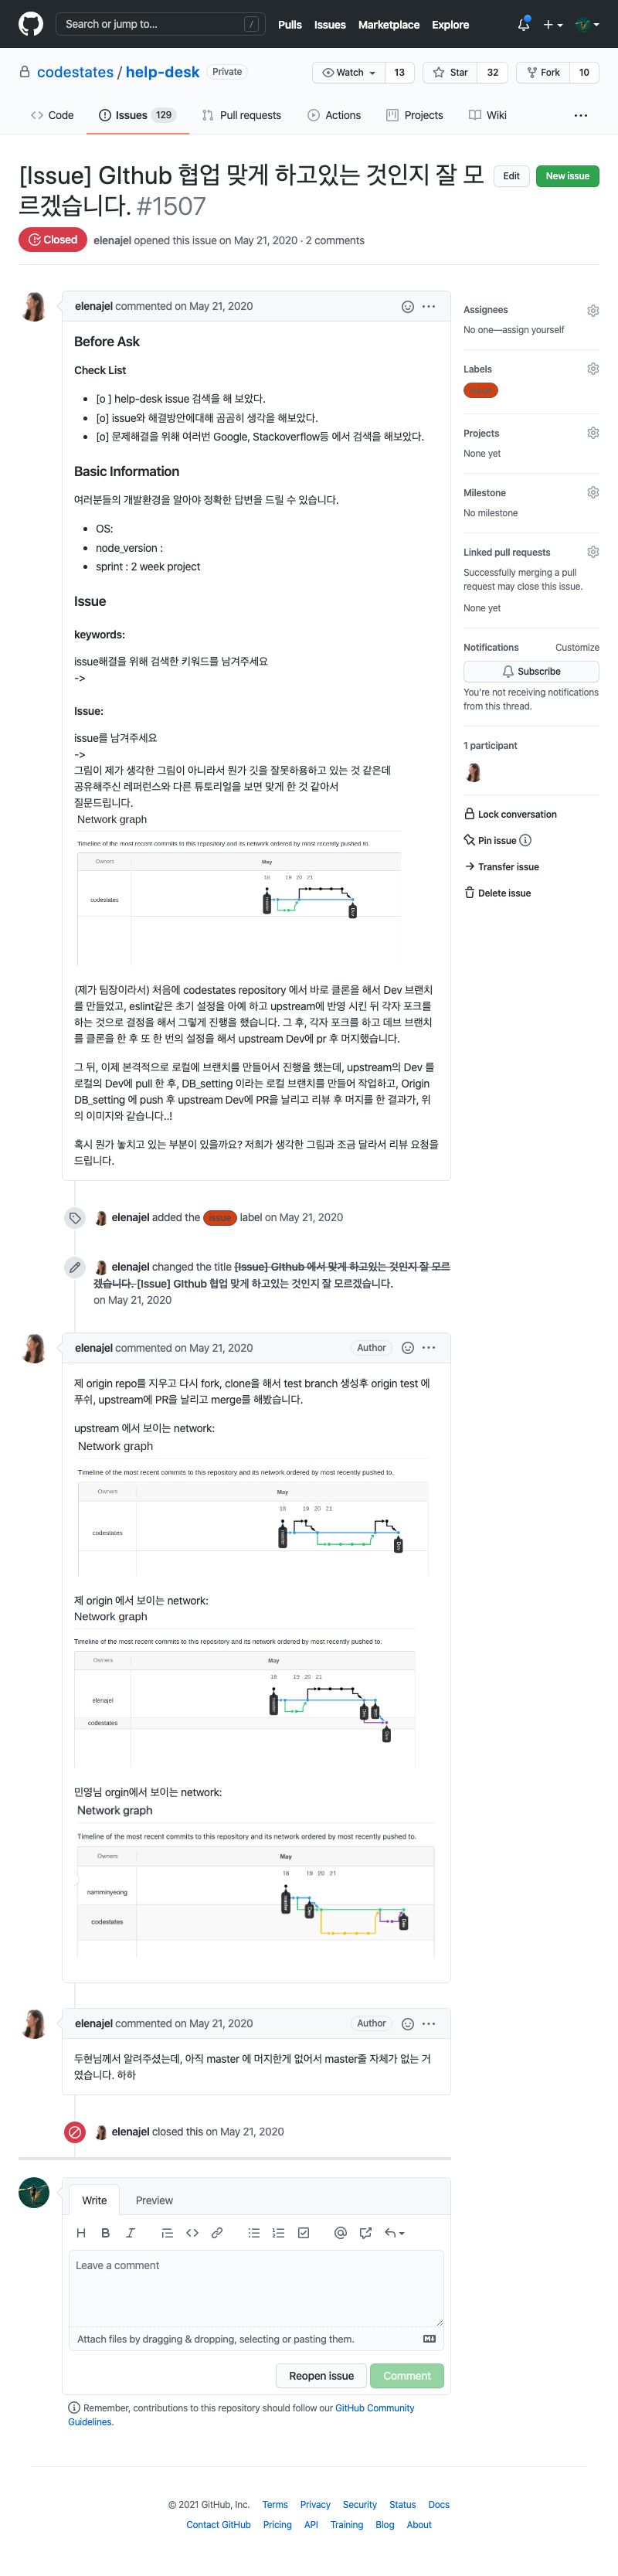 Search or jump to...
/
Pulls Issues Marketplace Explore
codestates / help-desk Private
Watch 13 Star 32 Fork 10
Code Issues 129 Pull requests Actions Projects Wiki
[Issue] GIthub 협업 맞게 하고있는 것인지 잘 모
르겠습니다. #1507
Edit New issue
Closed elenajel opened this issue on May 21, 2020 · 2 comments
elenajel commented on May 21, 2020
Before Ask
Check List
[o ] help-desk issue 검색을 해 보았다.
[o] issue와 해결방안에대해 곰곰히 생각을 해보았다.
[o] 문제해결을 위해 여러번 Google, Stackoverflow등 에서 검색을 해보았다.
Basic Information
여러분들의 개발환경을 알아야 정확한 답변을 드릴 수 있습니다.
OS:
node_version :
sprint : 2 week project
Issue
keywords:
issue해결을 위해 검색한 키워드를 남겨주세요
->
Issue:
issue를 남겨주세요
->
그림이 제가 생각한 그림이 아니라서 뭔가 깃을 잘못하용하고 있는 것 같은데
공유해주신 레퍼런스와 다른 튜토리얼을 보면 맞게 한 것 같아서
질문드립니다.
Network graph
Timeline of the most recent commits to this repository and its network ordered by most recently pushed to.
Owners May
18 19 20 21
codestates
(제가 팀장이라서) 처음에 codestates repository 에서 바로 클론을 해서 Dev 브랜치
를 만들었고, eslint같은 초기 설정을 아예 하고 upstream에 반영 시킨 뒤 각자 포크를
하는 것으로 결정을 해서 그렇게 진행을 했습니다. 그 후, 각자 포크를 하고 데브 브랜치
를 클론을 한 후 또 한 번의 설정을 해서 upstream Dev에 pr 후 머지했습니다.
그 뒤, 이제 본격적으로 로컬에 브랜치를 만들어서 진행을 했는데, upstream의 Dev 를
로컬의 Dev에 pull 한 후, DB_setting 이라는 로컬 브랜치를 만들어 작업하고, Origin
DB_setting 에 push 후 upstream Dev에 PR을 날리고 리뷰 후 머지를 한 결과가, 위
의 이미지와 같습니다..!
혹시 뭔가 놓치고 있는 부분이 있을까요? 저희가 생각한 그림과 조금 달라서 리뷰 요청을
드립니다.
Assignees
No one—assign yourself
Labels
Issue
Projects
None yet
Milestone
No milestone
Linked pull requests
Successfully merging a pull
request may close this issue.
None yet
Notifications Customize
Subscribe
You're not receiving notifications
from this thread.
1 participant
Lock conversation
Pin issue
Transfer issue
Delete issue
elenajel added the Issue label on May 21, 2020
elenajel changed the title [Issue] GIthub 에서 맞게 하고있는 것인지 잘 모르
겠습니다. [Issue] GIthub 협업 맞게 하고있는 것인지 잘 모르겠습니다.
on May 21, 2020
elenajel commented on May 21, 2020 Author
제 origin repo를 지우고 다시 fork, clone을 해서 test branch 생성후 origin test 에
푸쉬, upstream에 PR을 날리고 merge를 해봤습니다.
upstream 에서 보이는 network:
Network graph
Timeline of the most recent commits to this repository and its network ordered by most recently pushed to.
Owners May
18 19 20 21
codestates
Dev
제 origin 에서 보이는 network:
Network graph
Timeline of the most recent commits to this repository and its network ordered by most recently pushed to.
Owners May
18 19 20 21
elenajel
codestates
민영님 orgin에서 보이는 network:
Network graph
Timeline of the most recent commits to this repository and its network ordered by most recently pushed to.
Owners May
18 19 20 21
namminyeong
codestates
elenajel commented on May 21, 2020 Author
두현님께서 알려주셨는데, 아직 master 에 머지한게 없어서 master줄 자체가 없는 거
였습니다. 하하
elenajel closed this on May 21, 2020
Write Preview
Leave a comment
Attach files by dragging & dropping, selecting or pasting them.
Reopen issue Comment
Remember, contributions to this repository should follow our GitHub Community
Guidelines.
© 2021 GitHub, Inc. Terms Privacy Security Status Docs
Contact GitHub Pricing API Training Blog About